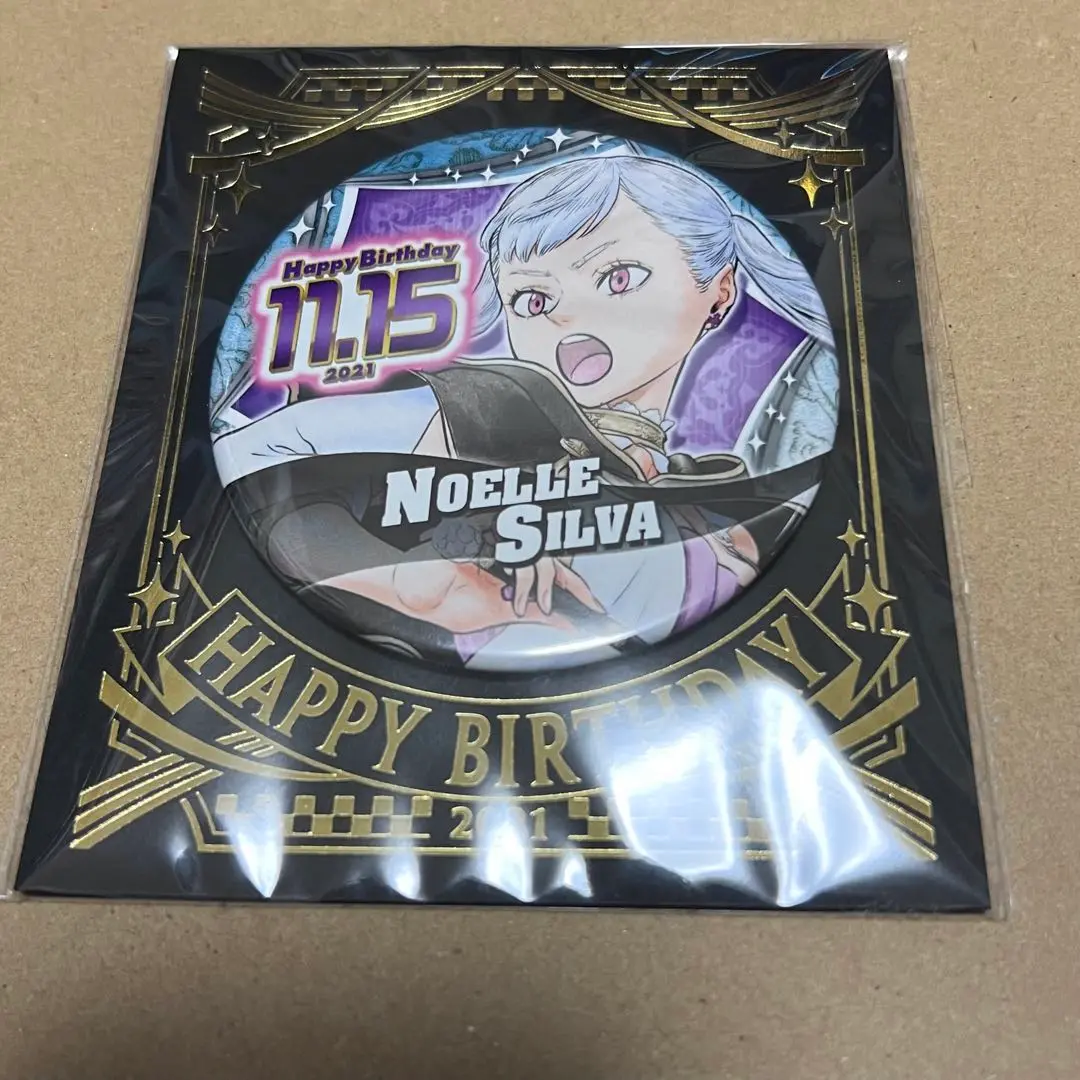 Happy Birthday
11.15
2021
NOELLE
SILVA
HAPPY BIRTHDAY
2021